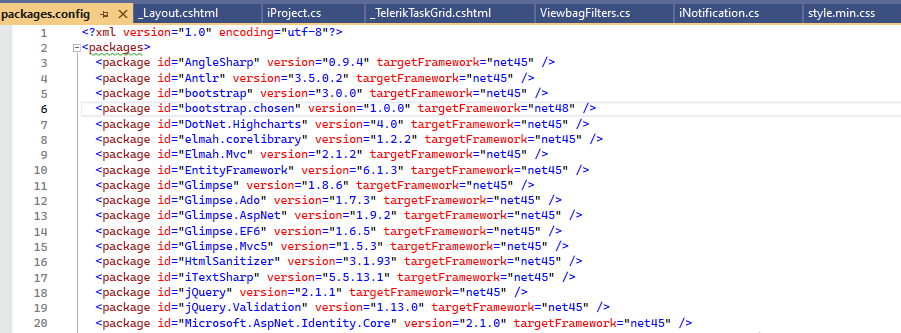 packages.config _Layout.cshtml iProject.cs _TelerikTaskGrid.cshtml ViewbagFilters.cs iNotification.cs style.min.css
1 <?xml version="1.0" encoding="utf-8"?>
2 <packages>
3 <package id="AngleSharp" version="0.9.4" targetFramework="net45" />
4 <package id="Antlr" version="3.5.0.2" targetFramework="net45" />
5 <package id="bootstrap" version="3.0.0" targetFramework="net45" />
6 <package id="bootstrap.chosen" version="1.0.0" targetFramework="net48" />
7 <package id="DotNet.Highcharts" version="4.0" targetFramework="net45" />
8 <package id="elmah.corelibrary" version="1.2.2" targetFramework="net45" />
9 <package id="Elmah.Mvc" version="2.1.2" targetFramework="net45" />
10 <package id="EntityFramework" version="6.1.3" targetFramework="net45" />
11 <package id="Glimpse" version="1.8.6" targetFramework="net45" />
12 <package id="Glimpse.Ado" version="1.7.3" targetFramework="net45" />
13 <package id="Glimpse.AspNet" version="1.9.2" targetFramework="net45" />
14 <package id="Glimpse.EF6" version="1.6.5" targetFramework="net45" />
15 <package id="Glimpse.Mvc5" version="1.5.3" targetFramework="net45" />
16 <package id="HtmlSanitizer" version="3.1.93" targetFramework="net45" />
17 <package id="iTextSharp" version="5.5.13.1" targetFramework="net45" />
18 <package id="jQuery" version="2.1.1" targetFramework="net45" />
19 <package id="jQuery.Validation" version="1.13.0" targetFramework="net45" />
20 <package id="Microsoft.AspNet.Identity.Core" version="2.1.0" targetFramework="net45" />